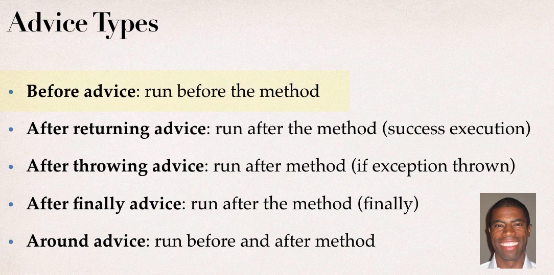 Advice Types
• Before advice: run before the method
• After returning advice: run after the method (success execution)
• After throwing advice: run after method (if exception thrown)
• After finally advice: run after the method (finally)
• Around advice: run before and after method